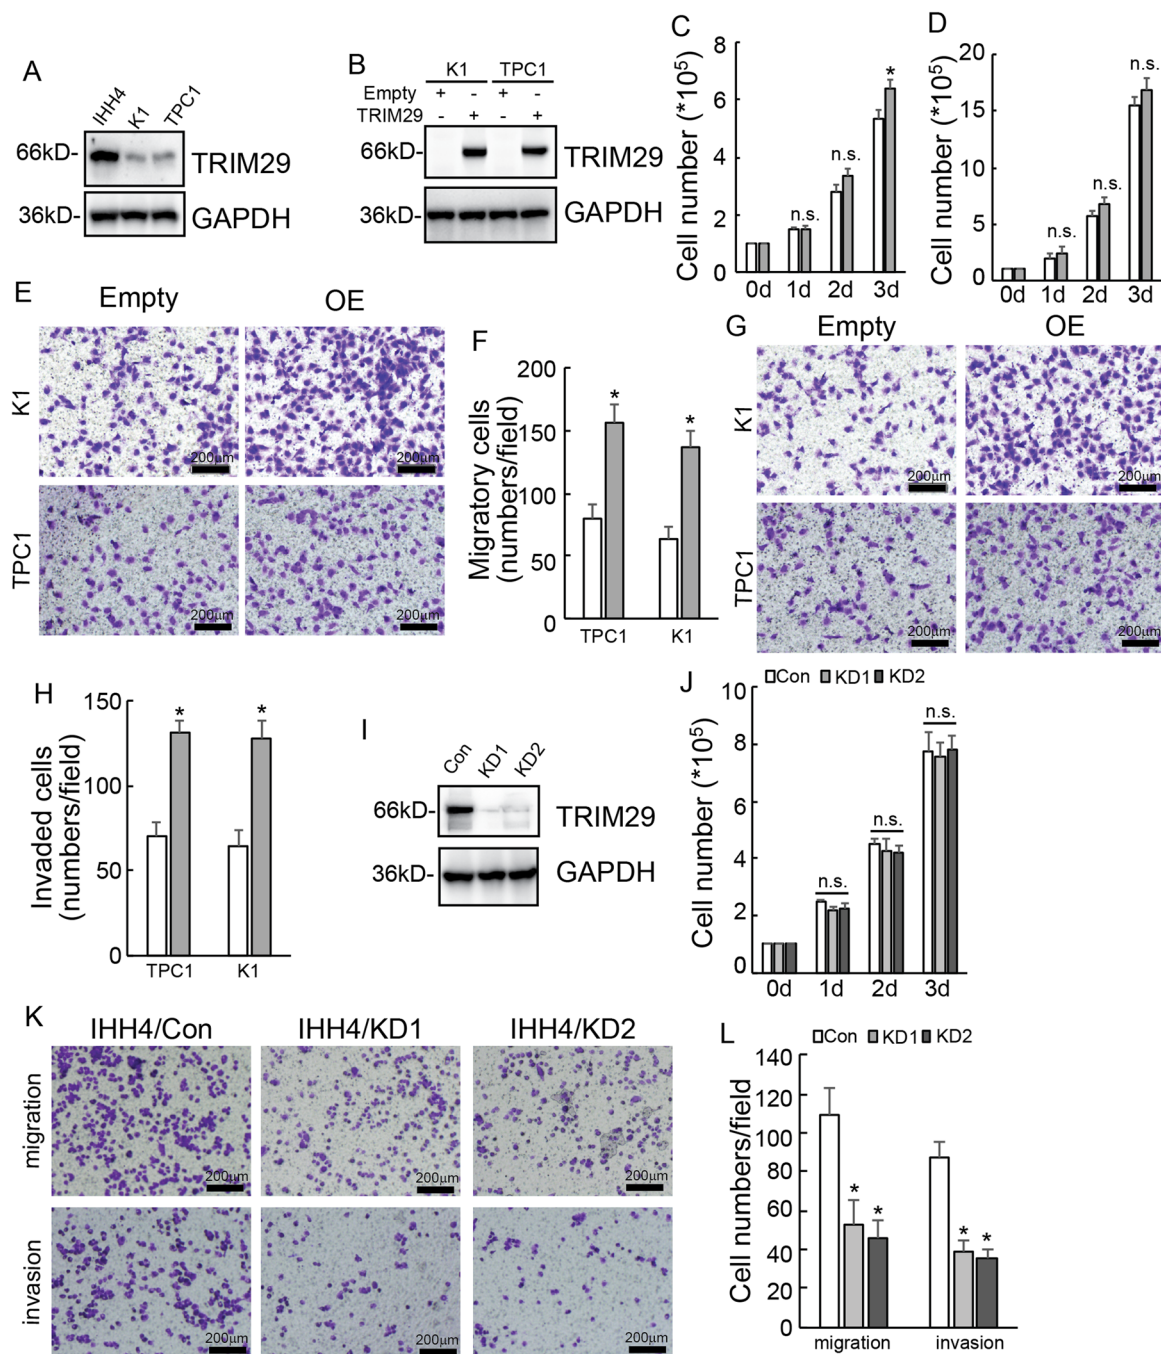 A
IHH4 K1 TPC1
66kD- TRIM29
36kD- GAPDH
B
K1 TPC1
Empty + - + -
TRIM29 - + - +
66kD- TRIM29
36kD- GAPDH
C
Cell number (*10⁵)
8
6
4
2
0
n.s. n.s. *
0d 1d 2d 3d
D
Cell number (*10⁵)
20
15
10
5
0
n.s. n.s. n.s.
0d 1d 2d 3d
E
Empty OE
K1
200μm 200μm
TPC1
200μm 200μm
F
Migratory cells
(numbers/field)
200
150
100
50
0
* *
TPC1 K1
G
Empty OE
K1
200μm 200μm
TPC1
200μm 200μm
H
Invaded cells
(numbers/field)
150
100
50
0
* *
TPC1 K1
I
Con KD1 KD2
66kD- TRIM29
36kD- GAPDH
J
Con KD1 KD2
Cell number (*10⁵)
10
8
6
4
2
0
n.s. n.s. n.s.
0d 1d 2d 3d
K
IHH4/Con IHH4/KD1 IHH4/KD2
migration
200μm 200μm 200μm
invasion
200μm 200μm 200μm
L
Con KD1 KD2
Cell numbers/field
140
120
100
80
60
40
20
0
* * * *
migration invasion